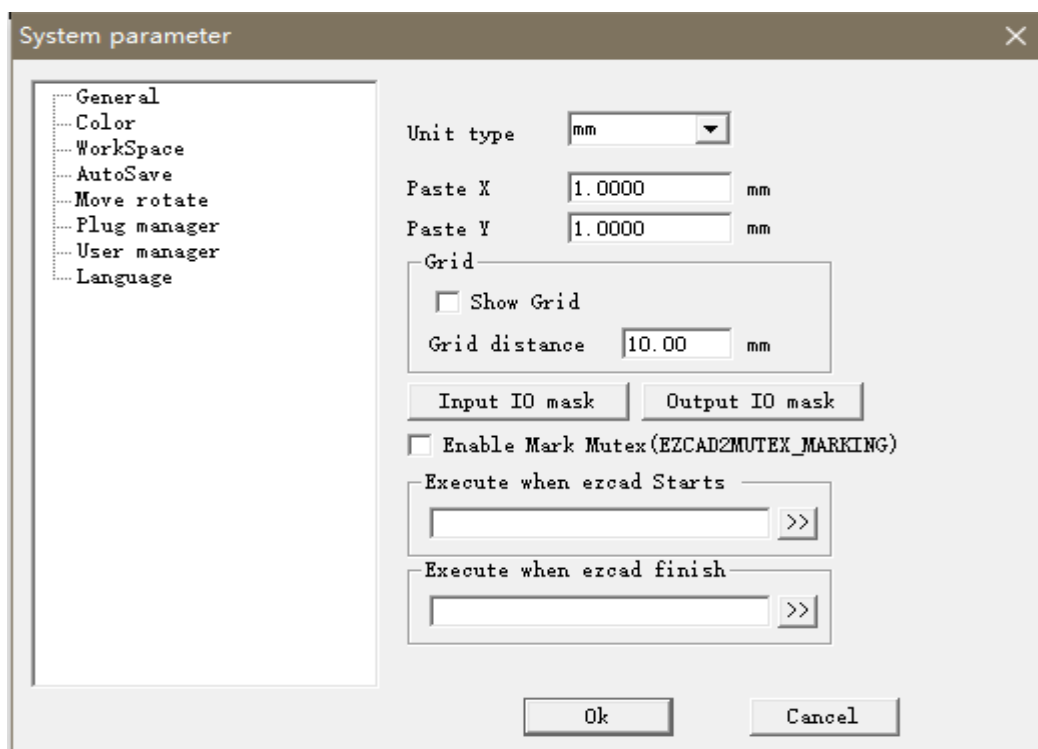 System parameter
General
Color
WorkSpace
AutoSave
Move rotate
Plug manager
User manager
Language
Unit type mm
Paste X 1.0000 mm
Paste Y 1.0000 mm
Grid
Show Grid
Grid distance 10.00 mm
Input IO mask Output IO mask
Enable Mark Mutex(EZCAD2MUTEX_MARKING)
Execute when ezcad Starts
>>
Execute when ezcad finish
>>
Ok Cancel